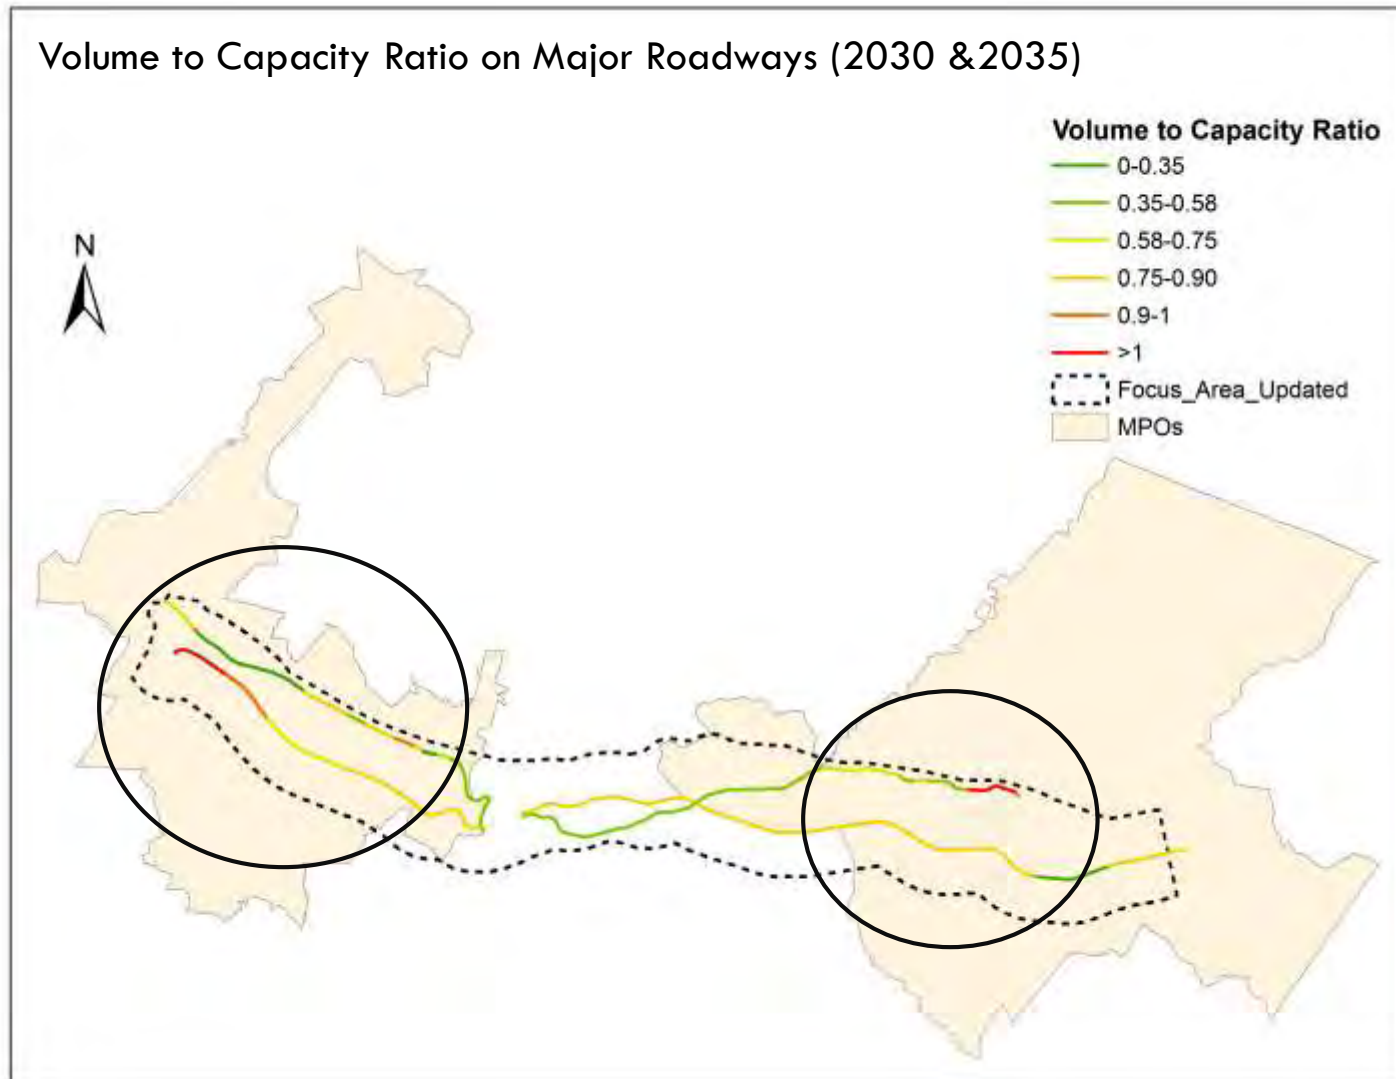 Volume to Capacity Ratio on Major Roadways (2030 &2035)
Volume to Capacity Ratio
0-0.35
0.35-0.58
0.58-0.75
0.75-0.90
0.9-1
>1
Focus_Area_Updated
MPOs
N